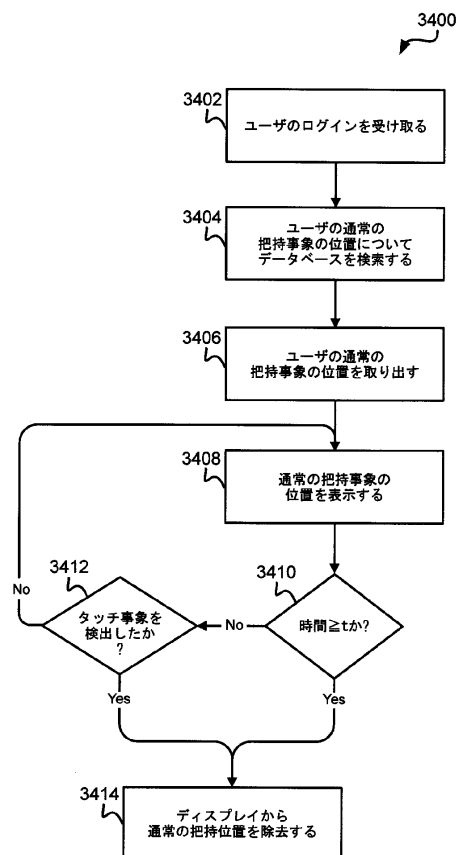 3400
3402
ユーザのログインを受け取る
3404
ユーザの通常の
把持事象の位置について
データベースを検索する
3406
ユーザの通常の
把持事象の位置を取り出す
3408
通常の把持事象の
位置を表示する
3410
時間≧tか?
No
Yes
3412
タッチ事象を
検出したか
?
No
Yes
3414
ディスプレイから
通常の把持位置を除去する